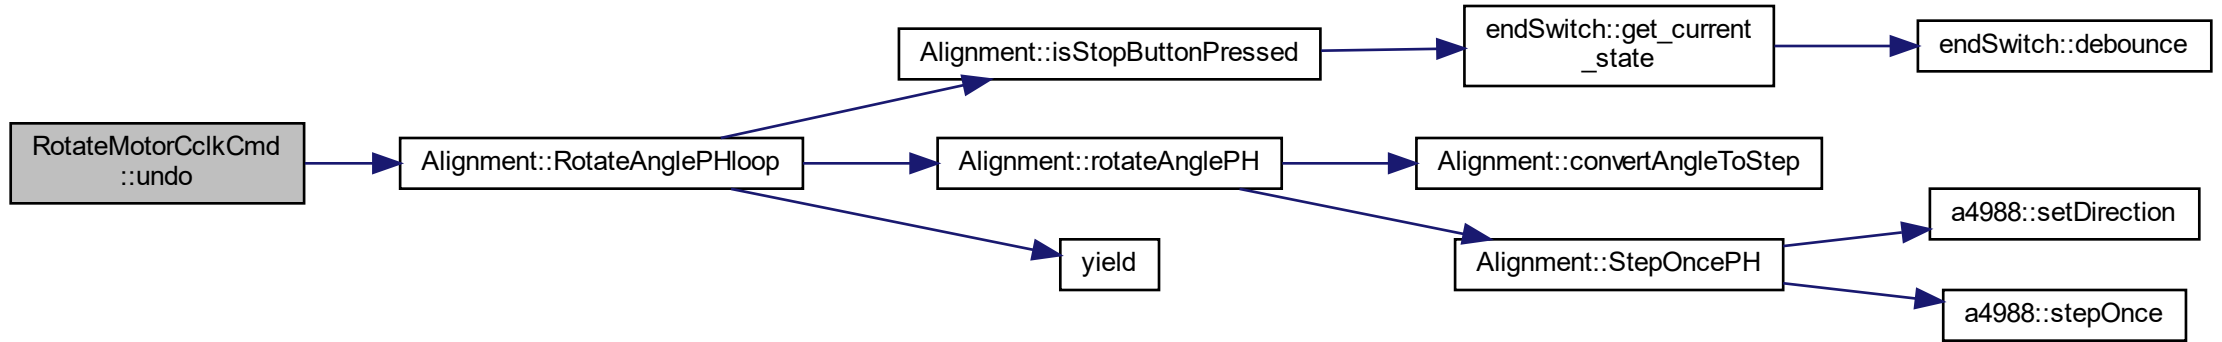 RotateMotorCclkCmd
::undo
Alignment::RotateAnglePHloop
Alignment::isStopButtonPressed
endSwitch::get_current
_state
endSwitch::debounce
Alignment::rotateAnglePH
Alignment::convertAngleToStep
Alignment::StepOncePH
a4988::setDirection
a4988::stepOnce
yield